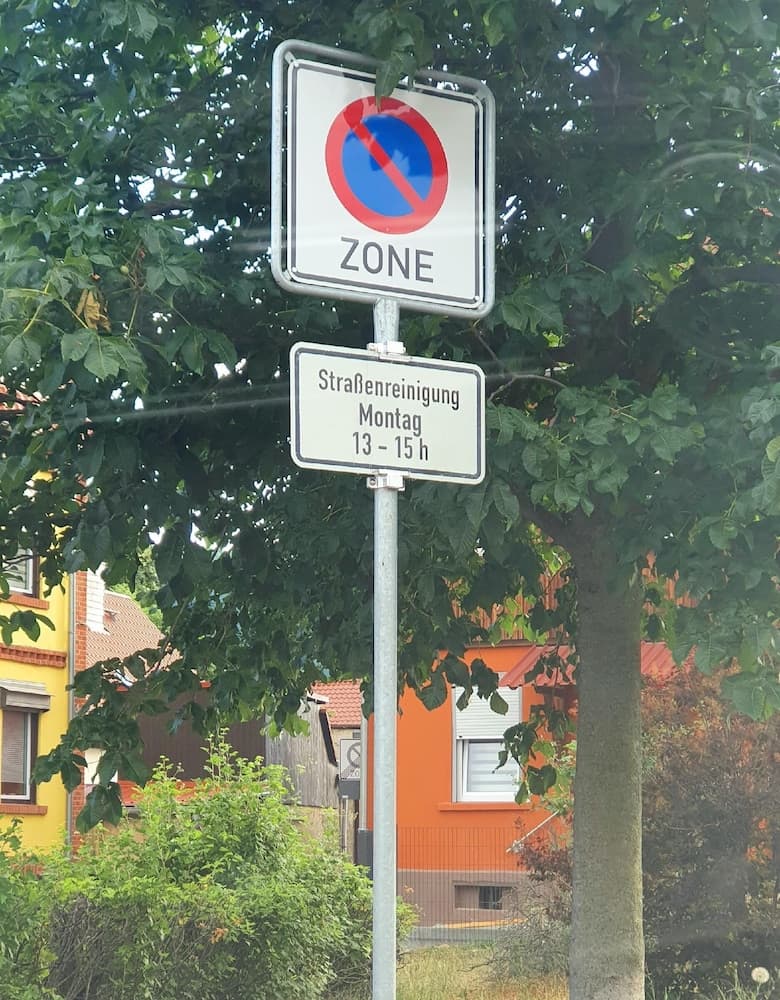 ZONE
Straßenreinigung
Montag
13 - 15 h